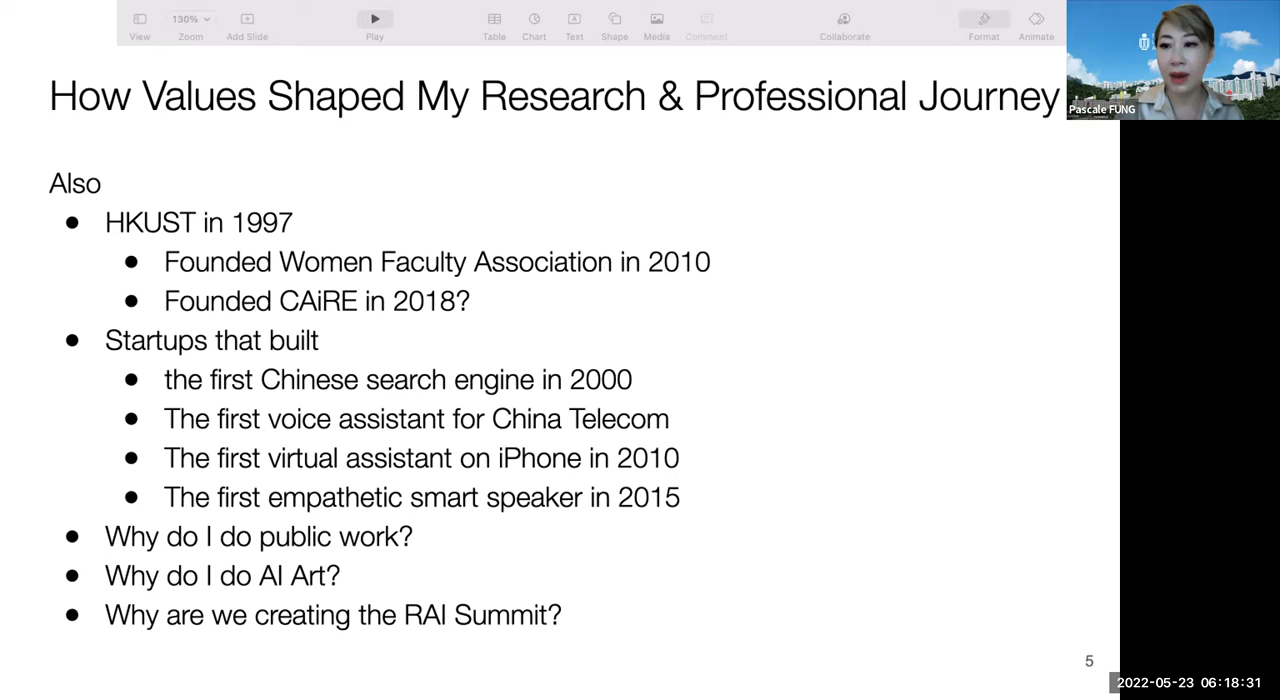 130%
View
Zoom
Add Slide
Play
Table
Chart
Text
Shape
Media
Comment
Collaborate
Format
Animate
How Values Shaped My Research & Professional Journey
Pascale FUNG
Also
● HKUST in 1997
● Founded Women Faculty Association in 2010
● Founded CAiRE in 2018?
● Startups that built
● the first Chinese search engine in 2000
● The first voice assistant for China Telecom
● The first virtual assistant on iPhone in 2010
● The first empathetic smart speaker in 2015
● Why do I do public work?
● Why do I do AI Art?
● Why are we creating the RAI Summit?
5
2022-05-23 06:18:31